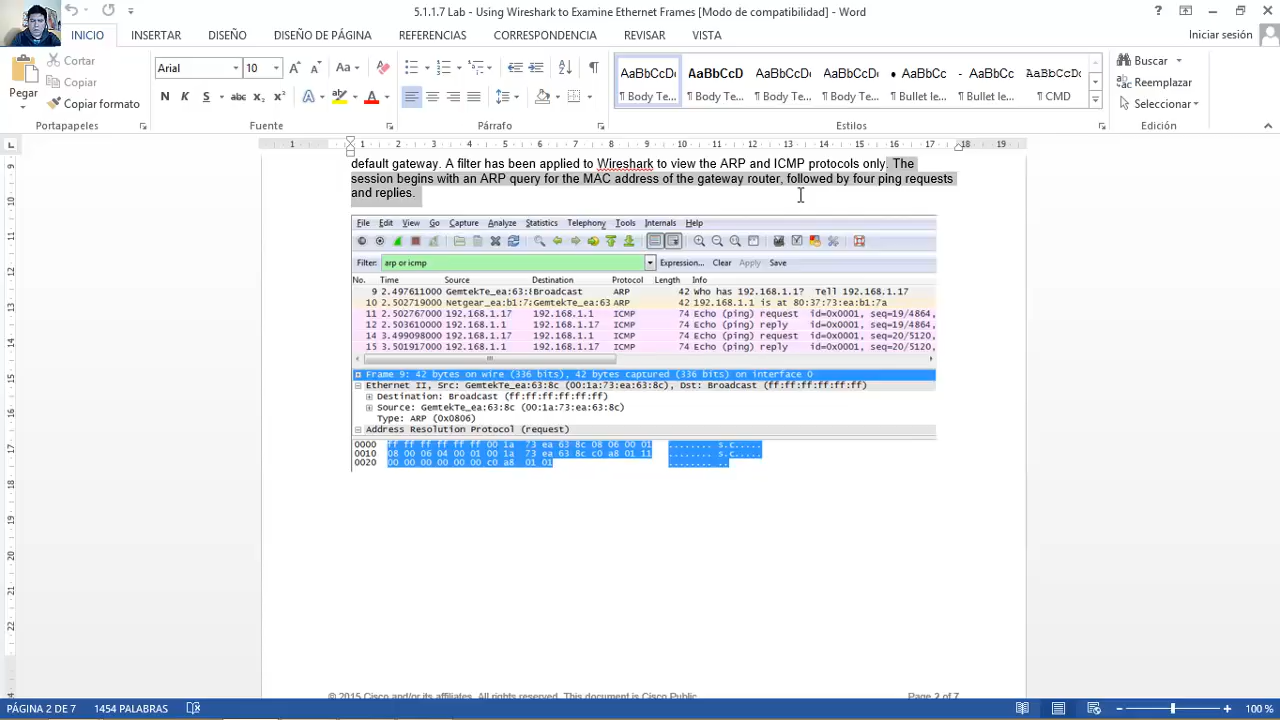 5.1.1.7 Lab - Using Wireshark to Examine Ethernet Frames [Modo de compatibilidad] - Word
INICIO INSERTAR DISEÑO DISEÑO DE PÁGINA REFERENCIAS CORRESPONDENCIA REVISAR VISTA Iniciar sesión
Pegar
Cortar
Copiar
Copiar formato
Portapapeles
Arial 10
N K S abc x₂ x²
Fuente
Párrafo
AaBbCcDc AaBbCcD AaBbCcDc AaBbCcDc AaBbCcD AaBbCc AaBbCcDc
¶ Body Te... ¶ Body T... ¶ Body Te... ¶ Body Te... ¶ Bullet le... ¶ Bullet le... ¶ CMD
Estilos
Buscar
Reemplazar
Seleccionar
Edición
default gateway. A filter has been applied to Wireshark to view the ARP and ICMP protocols only. The
session begins with an ARP query for the MAC address of the gateway router, followed by four ping requests
and replies.
File Edit View Go Capture Analyze Statistics Telephony Tools Internals Help
Filter: arp or icmp Expression... Clear Apply Save
No. Time Source Destination Protocol Length Info
9 2.497611000 GemtekTe_ea:63:8 Broadcast ARP 42 Who has 192.168.1.1? Tell 192.168.1.17
10 2.502719000 Netgear_ea:b1:7a GemtekTe_ea:63 ARP 42 192.168.1.1 is at 80:37:73:ea:b1:7a
11 2.502767000 192.168.1.17 192.168.1.1 ICMP 74 Echo (ping) request id=0x0001, seq=19/4864,
12 2.503610000 192.168.1.1 192.168.1.17 ICMP 74 Echo (ping) reply id=0x0001, seq=19/4864,
14 3.499098000 192.168.1.17 192.168.1.1 ICMP 74 Echo (ping) request id=0x0001, seq=20/5120,
15 3.501917000 192.168.1.1 192.168.1.17 ICMP 74 Echo (ping) reply id=0x0001, seq=20/5120,
Frame 9: 42 bytes on wire (336 bits), 42 bytes captured (336 bits) on interface 0
Ethernet II, Src: GemtekTe_ea:63:8c (00:1a:73:ea:63:8c), Dst: Broadcast (ff:ff:ff:ff:ff:ff)
Destination: Broadcast (ff:ff:ff:ff:ff:ff)
Source: GemtekTe_ea:63:8c (00:1a:73:ea:63:8c)
Type: ARP (0x0806)
Address Resolution Protocol (request)
0000 ff ff ff ff ff ff 00 1a 73 ea 63 8c 08 06 00 01 ........ s.c.....
0010 08 00 06 04 00 01 00 1a 73 ea 63 8c c0 a8 01 11 ........ s.c.....
0020 00 00 00 00 00 00 c0 a8 01 01 ........ ..
© 2015 Cisco and/or its affiliates. All rights reserved. This document is Cisco Public. Page 2 of 7
PÁGINA 2 DE 7 1454 PALABRAS 100 %